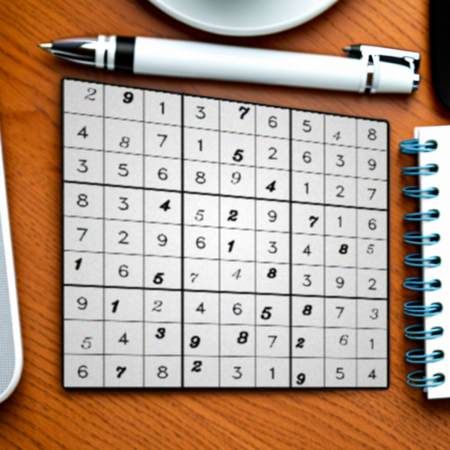 2 9 1 3 7 6 5 4 8
4 8 7 1 5 2 6 3 9
3 5 6 8 9 4 1 2 7
8 3 4 5 2 9 7 1 6
7 2 9 6 1 3 4 8 5
1 6 5 7 4 8 3 9 2
9 1 2 4 6 5 8 7 3
5 4 3 9 8 7 2 6 1
6 7 8 2 3 1 9 5 4